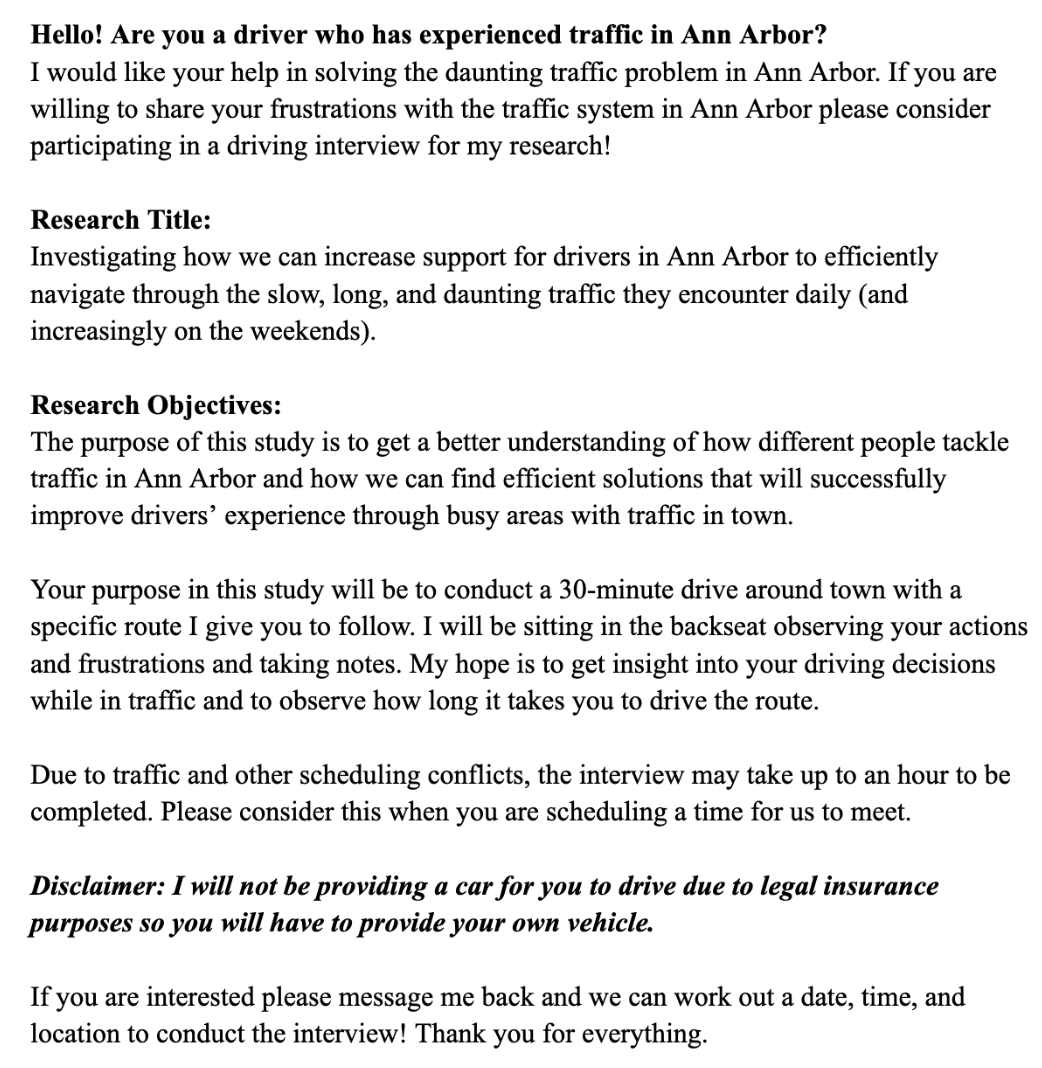 Hello! Are you a driver who has experienced traffic in Ann Arbor?
I would like your help in solving the daunting traffic problem in Ann Arbor. If you are
willing to share your frustrations with the traffic system in Ann Arbor please consider
participating in a driving interview for my research!
Research Title:
Investigating how we can increase support for drivers in Ann Arbor to efficiently
navigate through the slow, long, and daunting traffic they encounter daily (and
increasingly on the weekends).
Research Objectives:
The purpose of this study is to get a better understanding of how different people tackle
traffic in Ann Arbor and how we can find efficient solutions that will successfully
improve drivers’ experience through busy areas with traffic in town.
Your purpose in this study will be to conduct a 30-minute drive around town with a
specific route I give you to follow. I will be sitting in the backseat observing your actions
and frustrations and taking notes. My hope is to get insight into your driving decisions
while in traffic and to observe how long it takes you to drive the route.
Due to traffic and other scheduling conflicts, the interview may take up to an hour to be
completed. Please consider this when you are scheduling a time for us to meet.
Disclaimer: I will not be providing a car for you to drive due to legal insurance
purposes so you will have to provide your own vehicle.
If you are interested please message me back and we can work out a date, time, and
location to conduct the interview! Thank you for everything.